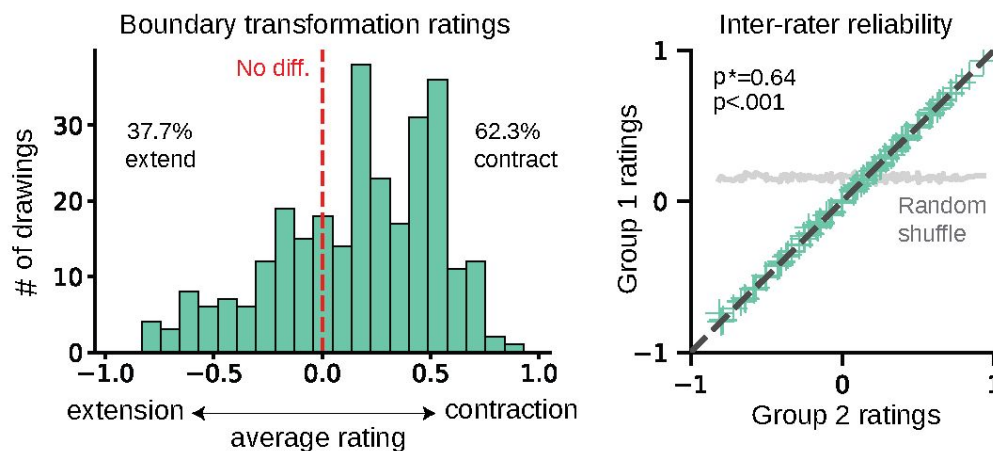 Boundary transformation ratings
No diff.
37.7%
extend
62.3%
contract
# of drawings
30
20
10
0
−1.0 −0.5 0.0 0.5 1.0
extension contraction
average rating
Inter-rater reliability
p*=0.64
p<.001
Random
shuffle
Group 1 ratings
1
0
−1
−1 0 1
Group 2 ratings